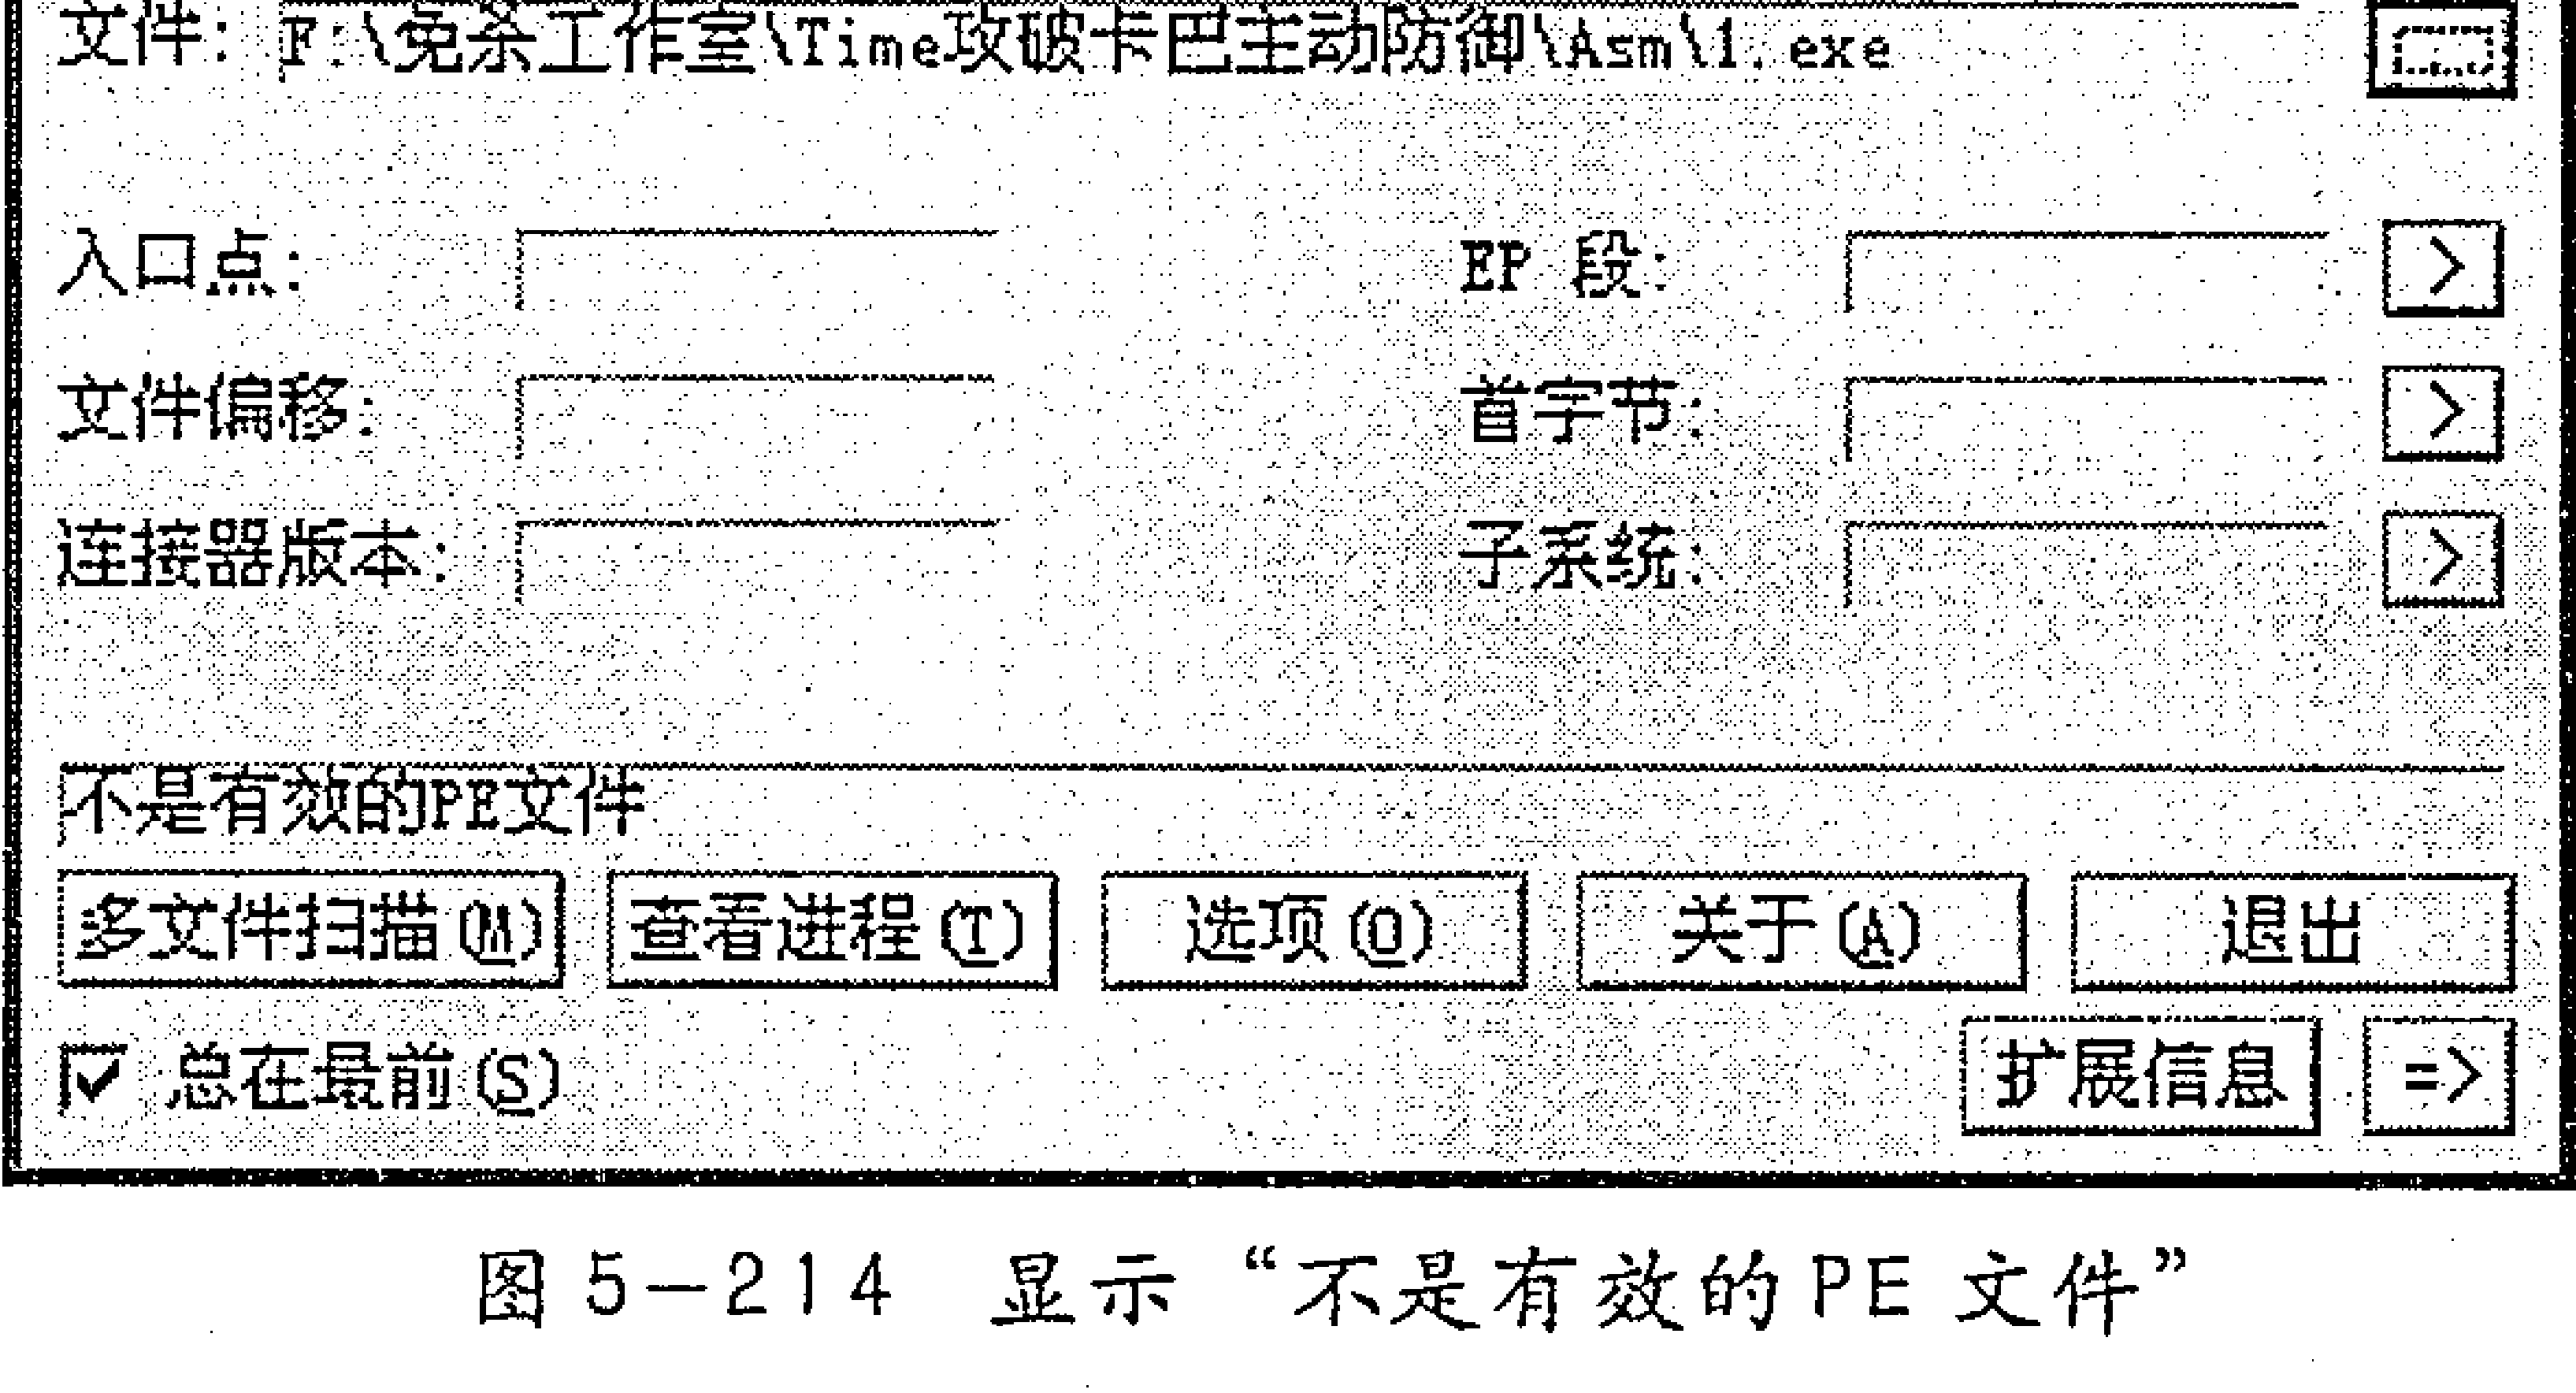 文件: F:\免杀工作室\Time攻破卡巴主动防御\Asm\1.exe ...
入口点: EP 段: >
文件偏移: 首字节: >
连接器版本: 子系统: >
不是有效的PE文件
多文件扫描(M) 查看进程(T) 选项(O) 关于(A) 退出
总在最前(S) 扩展信息 =>
图 5-214 显示“不是有效的PE文件”